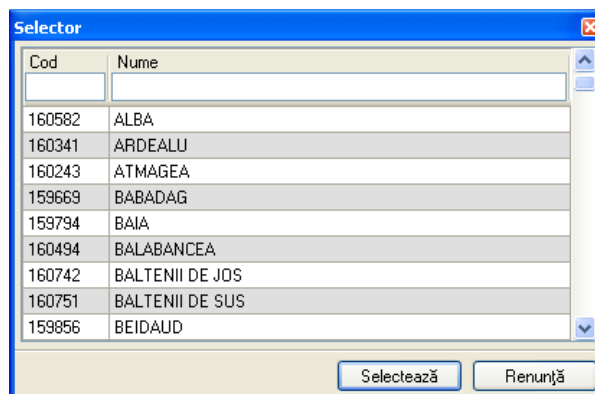 Selector
Cod Nume
160582 ALBA
160341 ARDEALU
160243 ATMAGEA
159669 BABADAG
159794 BAIA
160494 BALABANCEA
160742 BALTENII DE JOS
160751 BALTENII DE SUS
159856 BEIDAUD
Selectează Renunţă